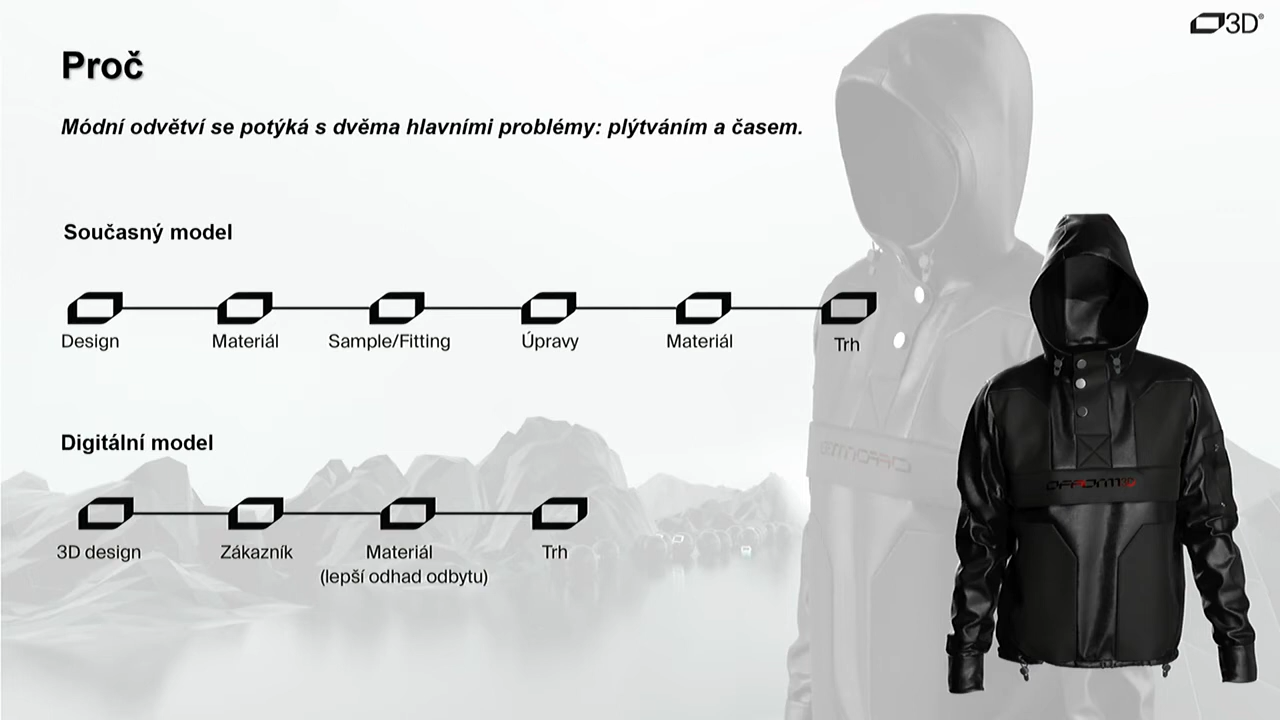 3D®
Proč
Módní odvětví se potýká s dvěma hlavními problémy: plýtváním a časem.
Současný model
Design Materiál Sample/Fitting Úpravy Materiál Trh
Digitální model
3D design Zákazník Materiál Trh
(lepší odhad odbytu)